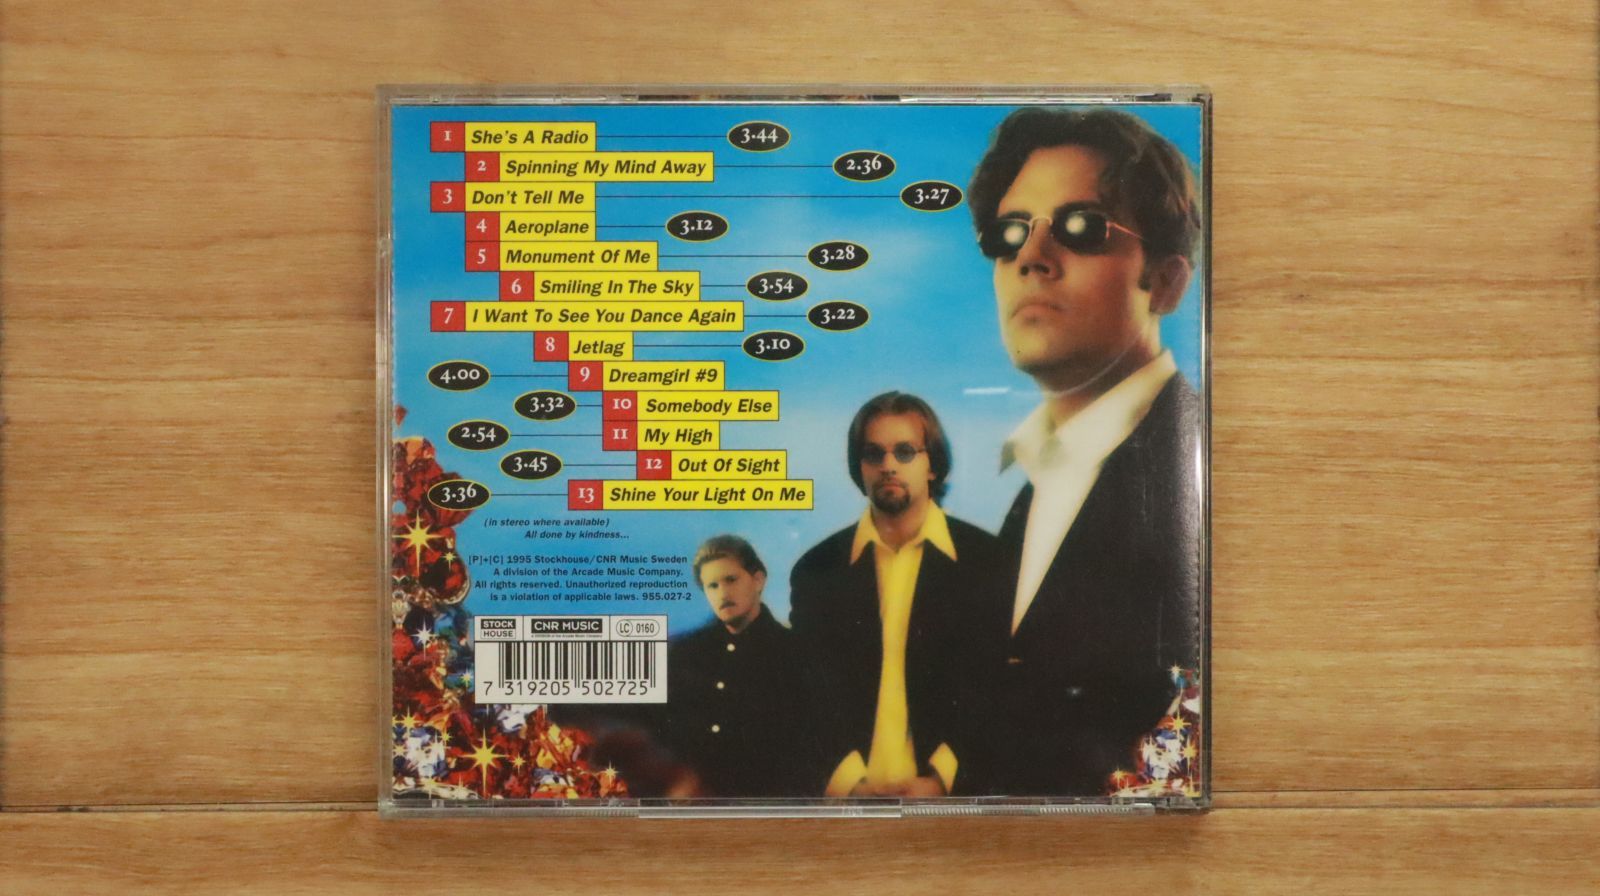 1 She's A Radio 3.44
2 Spinning My Mind Away 2.36
3 Don't Tell Me 3.27
4 Aeroplane 3.12
5 Monument Of Me 3.28
6 Smiling In The Sky 3.54
7 I Want To See You Dance Again 3.22
8 Jetlag 3.10
4.00 9 Dreamgirl #9
3.32 10 Somebody Else
2.54 11 My High
3.45 12 Out Of Sight
3.36 13 Shine Your Light On Me
(in stereo where available)
All done by kindness...
[P]+[C] 1995 Stockhouse/CNR Music Sweden
A division of the Arcade Music Company.
All rights reserved. Unauthorized reproduction
is a violation of applicable laws. 955.027-2
STOCK HOUSE CNR MUSIC LC 0160
7 319205 502725